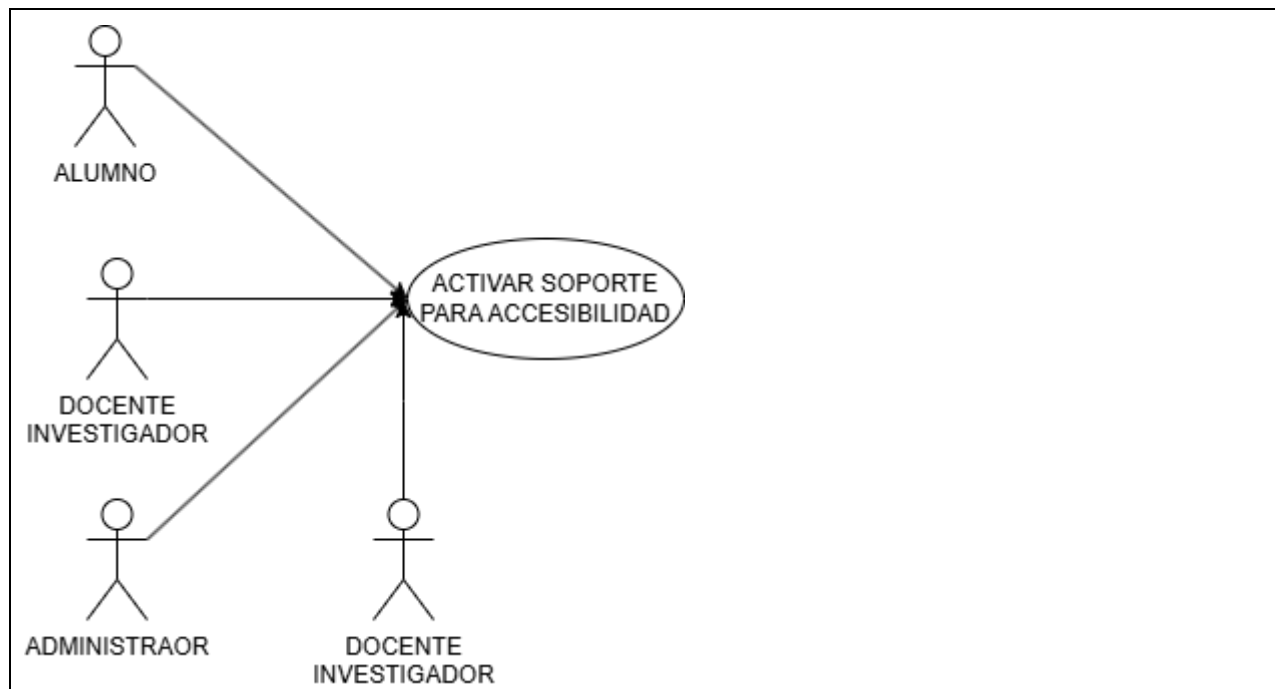 ALUMNO
ACTIVAR SOPORTE
PARA ACCESIBILIDAD
DOCENTE
INVESTIGADOR
ADMINISTRAOR
DOCENTE
INVESTIGADOR